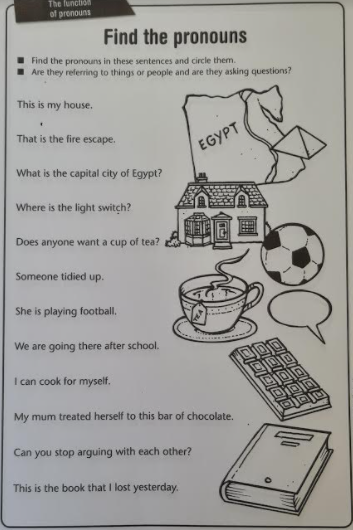 The function
of pronouns
Find the pronouns
■ Find the pronouns in these sentences and circle them.
■ Are they referring to things or people and are they asking questions?
This is my house.
That is the fire escape.
EGYPT
What is the capital city of Egypt?
Where is the light switch?
Does anyone want a cup of tea?
Someone tidied up.
TEA
She is playing football.
We are going there after school.
I can cook for myself.
My mum treated herself to this bar of chocolate.
Can you stop arguing with each other?
This is the book that I lost yesterday.